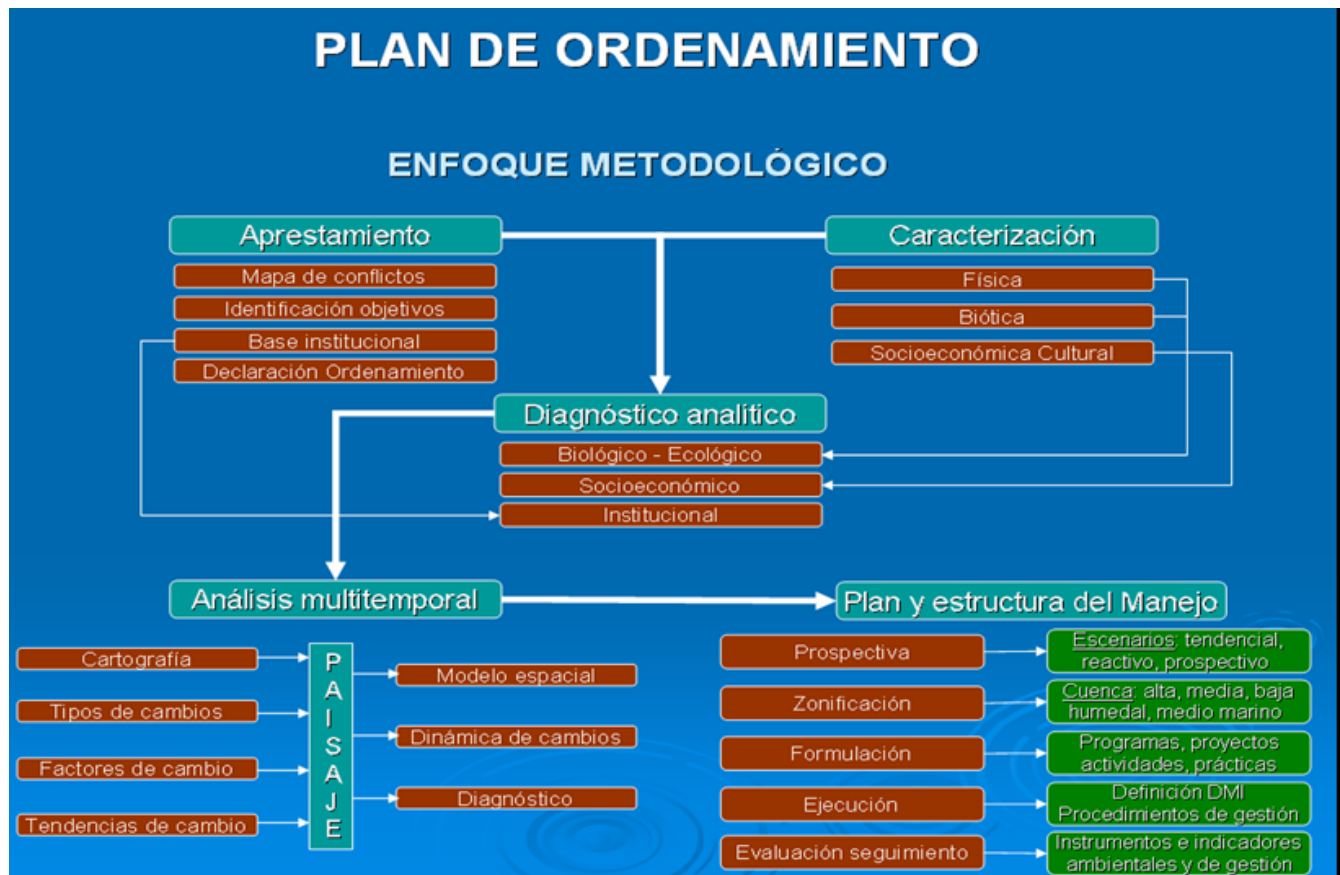 PLAN DE ORDENAMIENTO
ENFOQUE METODOLÓGICO
Aprestamiento
Mapa de conflictos
Identificación objetivos
Base institucional
Declaración Ordenamiento
Caracterización
Física
Biótica
Socioeconómica Cultural
Diagnóstico analítico
Biológico - Ecológico
Socioeconómico
Institucional
Análisis multitemporal
Cartografía
Tipos de cambios
Factores de cambio
Tendencias de cambio
PAISAJE
Modelo espacial
Dinámica de cambios
Diagnóstico
Plan y estructura del Manejo
Prospectiva
Escenarios: tendencial,
reactivo, prospectivo
Zonificación
Cuenca: alta, media, baja
humedal, medio marino
Formulación
Programas, proyectos
actividades, prácticas
Ejecución
Definición DMI
Procedimientos de gestión
Evaluación seguimiento
Instrumentos e indicadores
ambientales y de gestión